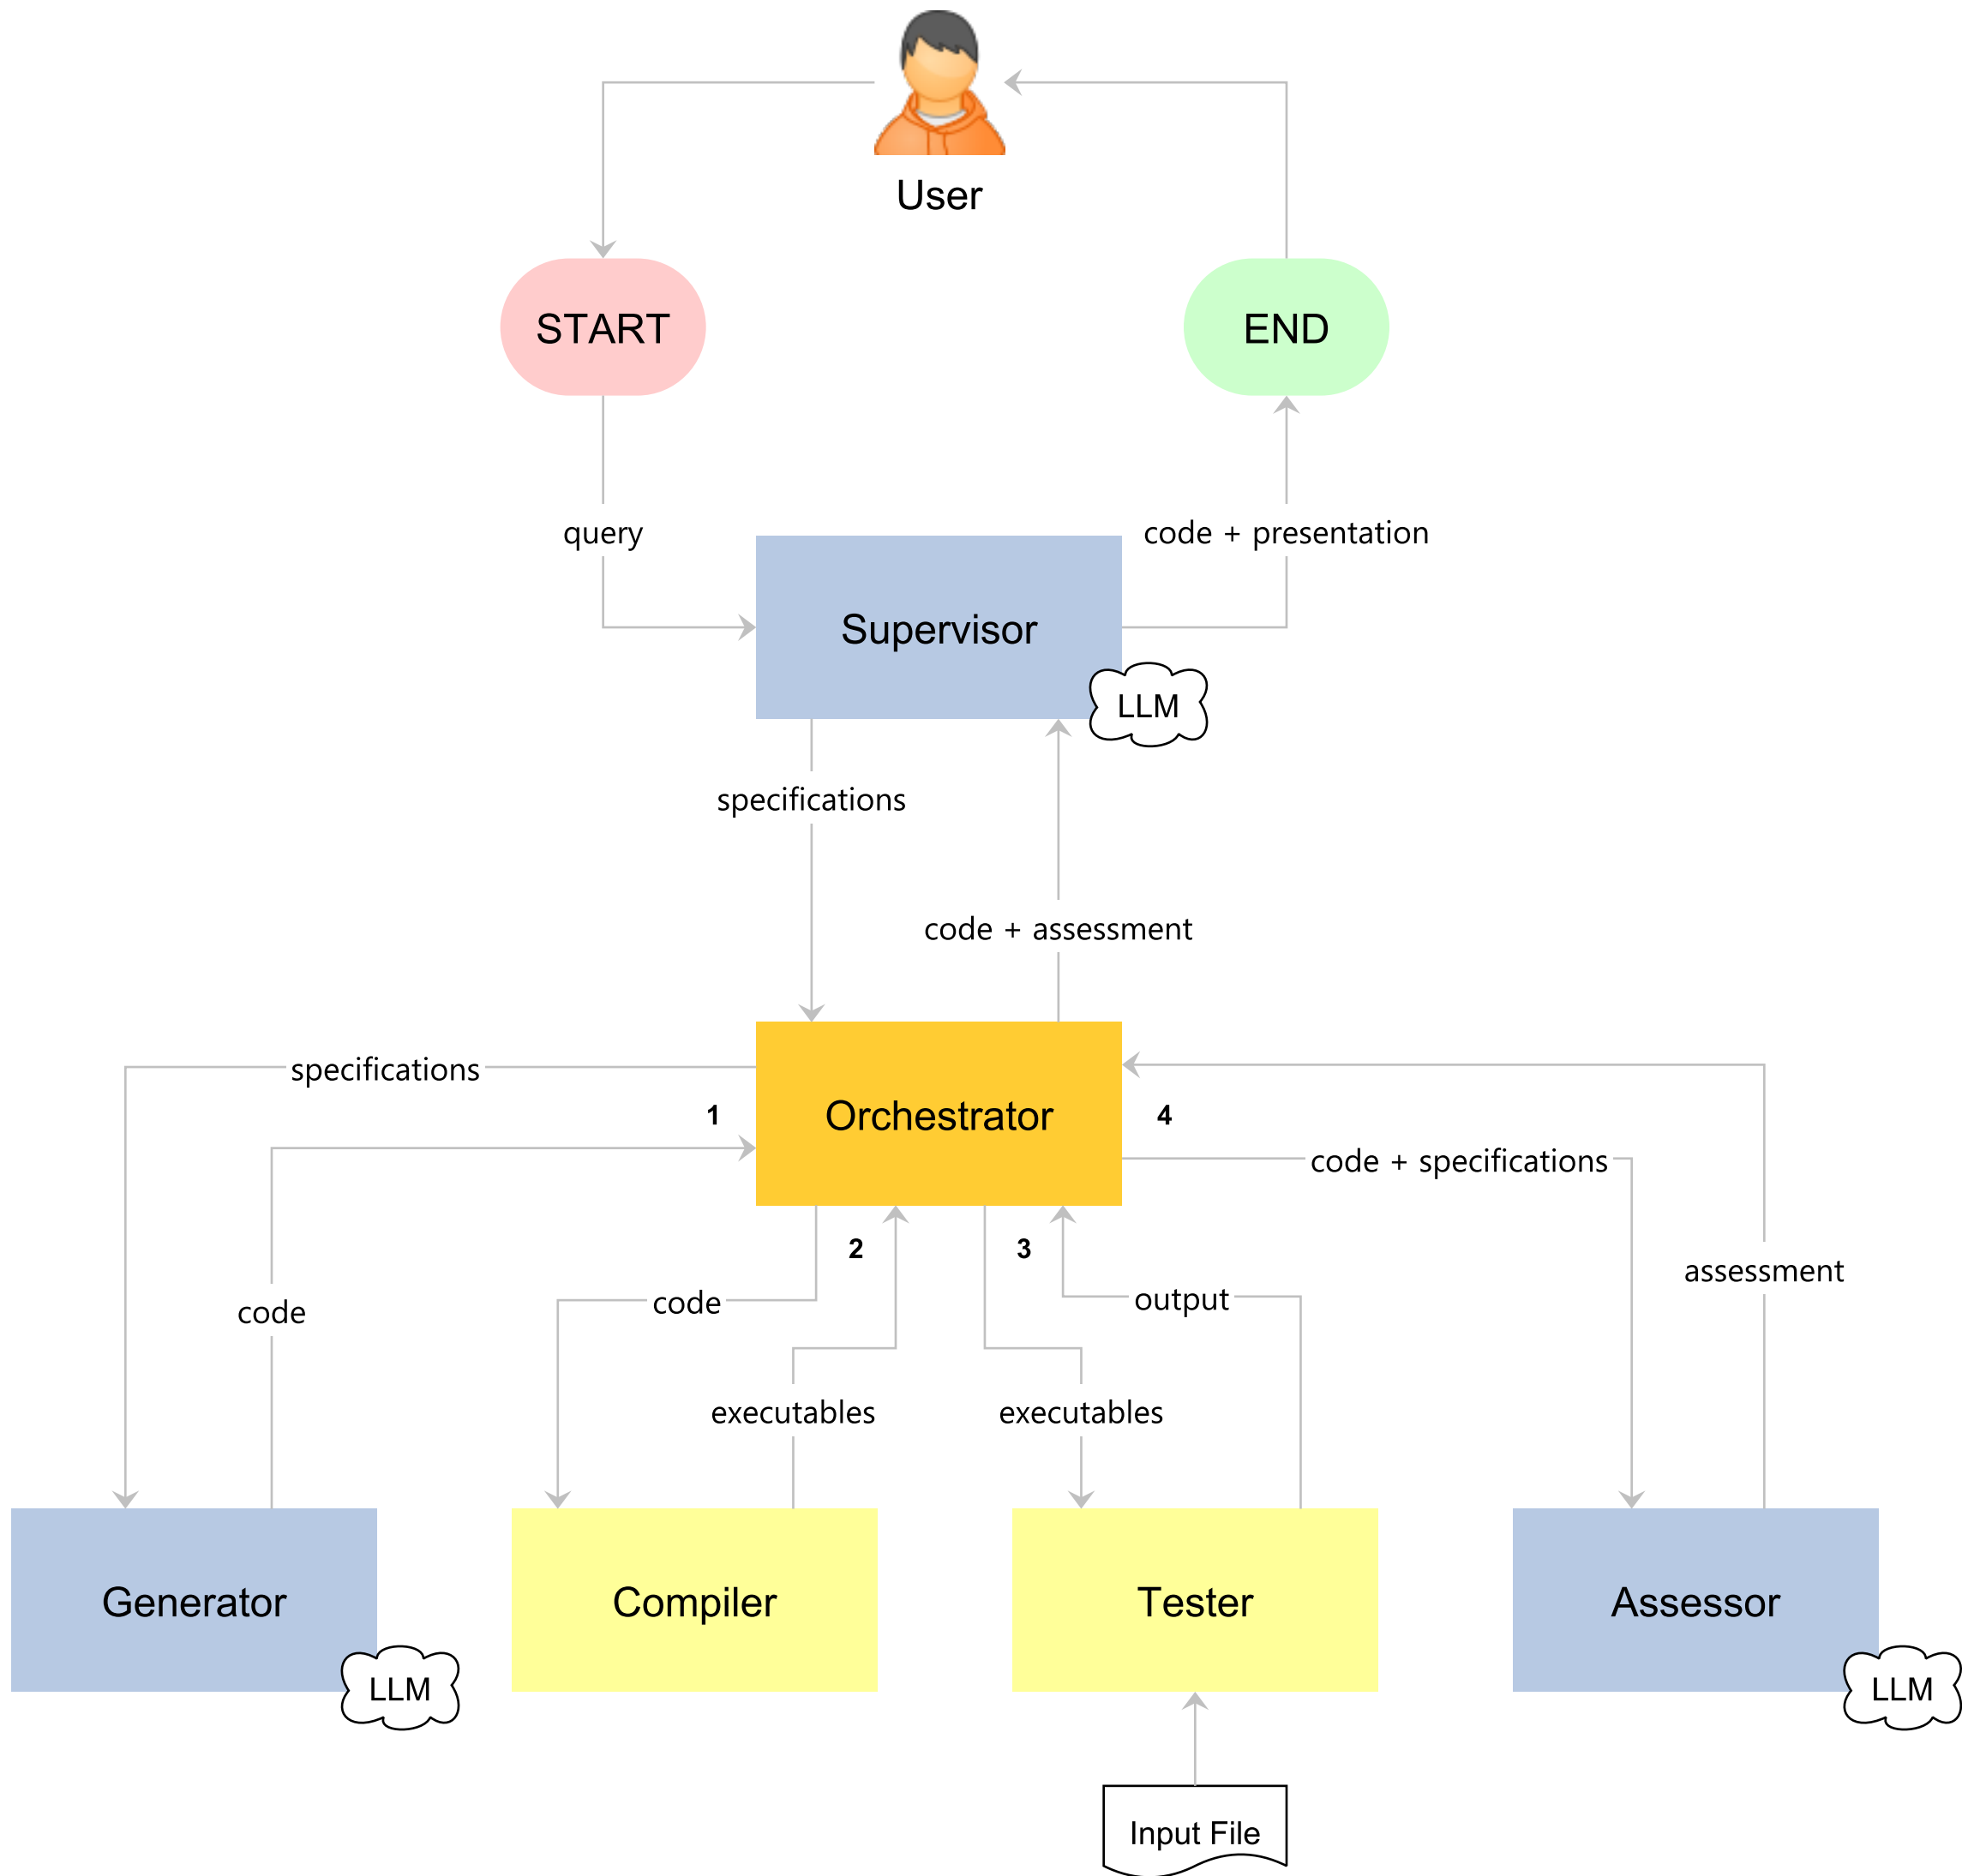 User
START
END
query
code + presentation
Supervisor
LLM
specifications
code + assessment
specifications
1
Orchestrator
4
code + specifications
2
3
code
code
output
assessment
executables
executables
Generator
Compiler
Tester
Assessor
LLM
LLM
Input File